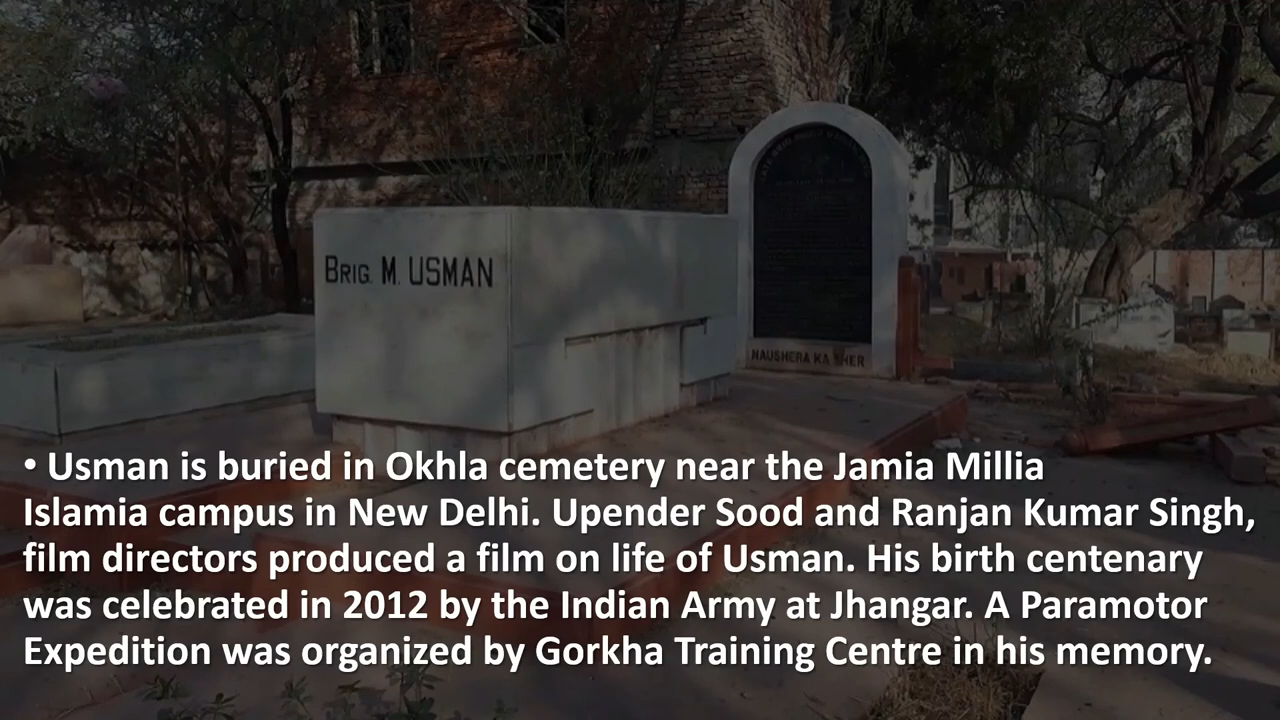 BRIG. M. USMAN
NAUSHERA KA SHER
• Usman is buried in Okhla cemetery near the Jamia Millia
Islamia campus in New Delhi. Upender Sood and Ranjan Kumar Singh,
film directors produced a film on life of Usman. His birth centenary
was celebrated in 2012 by the Indian Army at Jhangar. A Paramotor
Expedition was organized by Gorkha Training Centre in his memory.